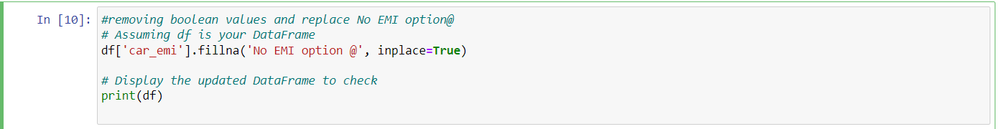 In [10]: #removing boolean values and replace No EMI option@
# Assuming df is your DataFrame
df['car_emi'].fillna('No EMI option @', inplace=True)
# Display the updated DataFrame to check
print(df)